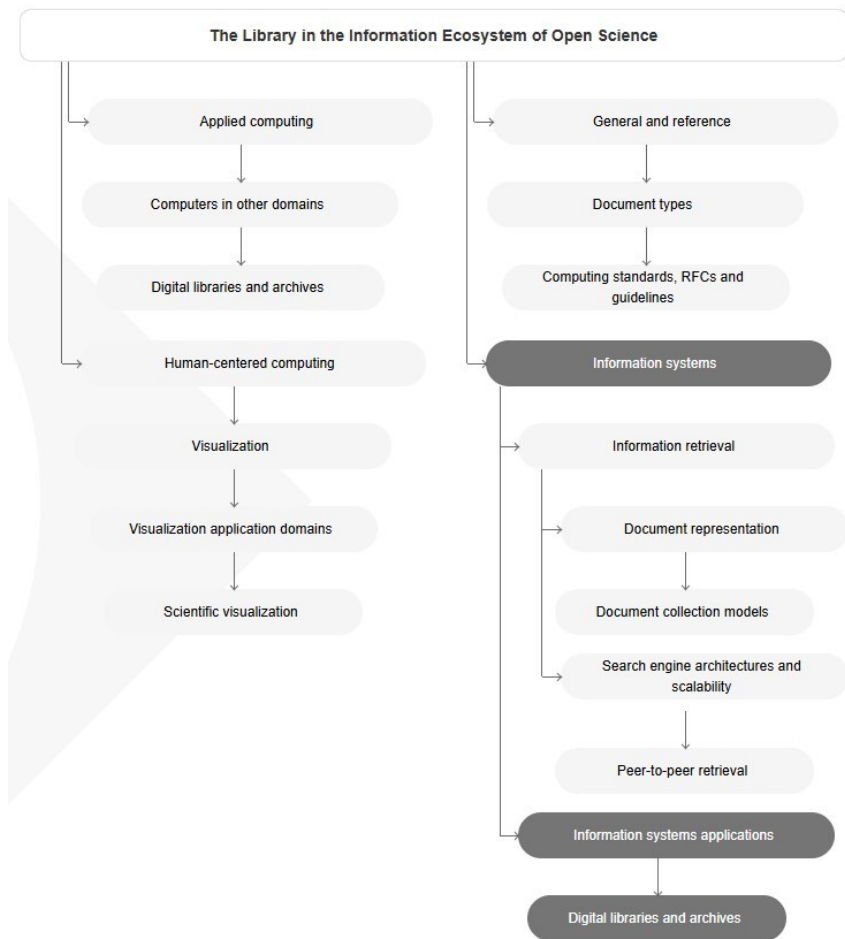 The Library in the Information Ecosystem of Open Science
Applied computing
Computers in other domains
Digital libraries and archives
Human-centered computing
Visualization
Visualization application domains
Scientific visualization
General and reference
Document types
Computing standards, RFCs and
guidelines
Information systems
Information retrieval
Document representation
Document collection models
Search engine architectures and
scalability
Peer-to-peer retrieval
Information systems applications
Digital libraries and archives